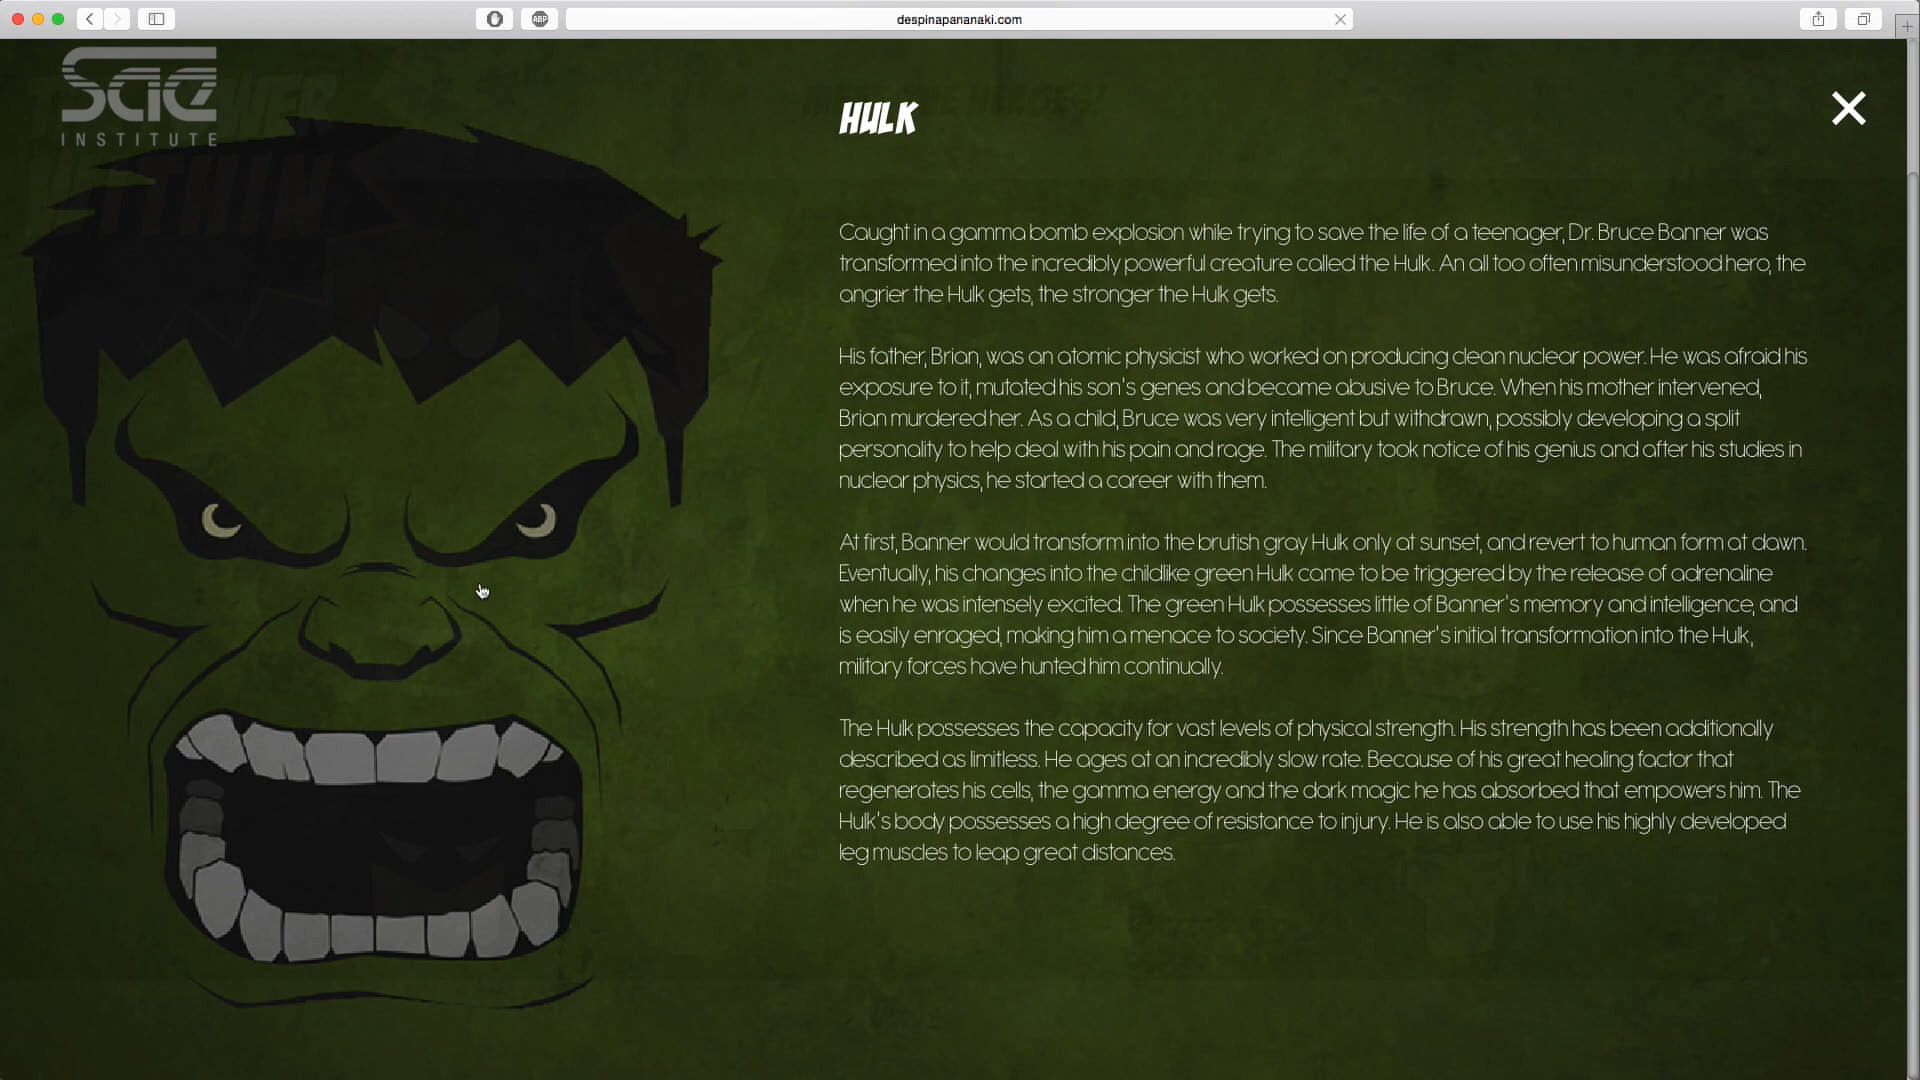 ABP
despinapananaki.com
sae
INSTITUTE
HULK
Caught in a gamma bomb explosion while trying to save the life of a teenager, Dr. Bruce Banner was
transformed into the incredibly powerful creature called the Hulk. An all too often misunderstood hero, the
angrier the Hulk gets, the stronger the Hulk gets.
His father, Brian, was an atomic physicist who worked on producing clean nuclear power. He was afraid his
exposure to it, mutated his son's genes and became abusive to Bruce. When his mother intervened,
Brian murdered her. As a child, Bruce was very intelligent but withdrawn, possibly developing a split
personality to help deal with his pain and rage. The military took notice of his genius and after his studies in
nuclear physics, he started a career with them.
At first, Banner would transform into the brutish gray Hulk only at sunset, and revert to human form at dawn.
Eventually, his changes into the childlike green Hulk came to be triggered by the release of adrenaline
when he was intensely excited. The green Hulk possesses little of Banner's memory and intelligence, and
is easily enraged, making him a menace to society. Since Banner's initial transformation into the Hulk,
military forces have hunted him continually.
The Hulk possesses the capacity for vast levels of physical strength. His strength has been additionally
described as limitless. He ages at an incredibly slow rate. Because of his great healing factor that
regenerates his cells, the gamma energy and the dark magic he has absorbed that empowers him. The
Hulk's body possesses a high degree of resistance to injury. He is also able to use his highly developed
leg muscles to leap great distances.